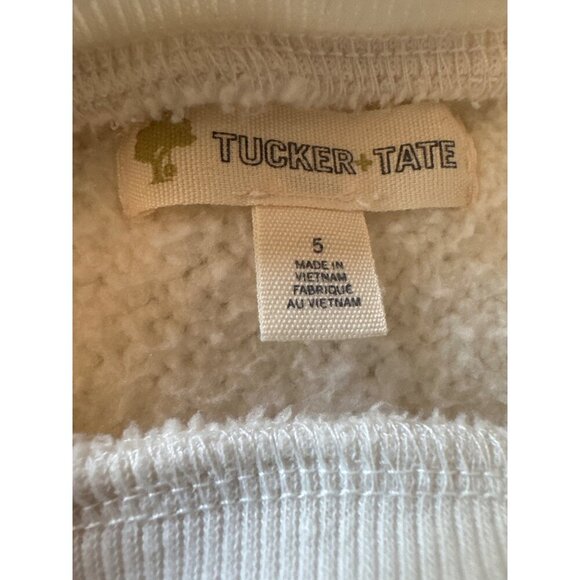 TUCKER+TATE
5
MADE IN
VIETNAM
FABRIQUÉ
AU VIETNAM